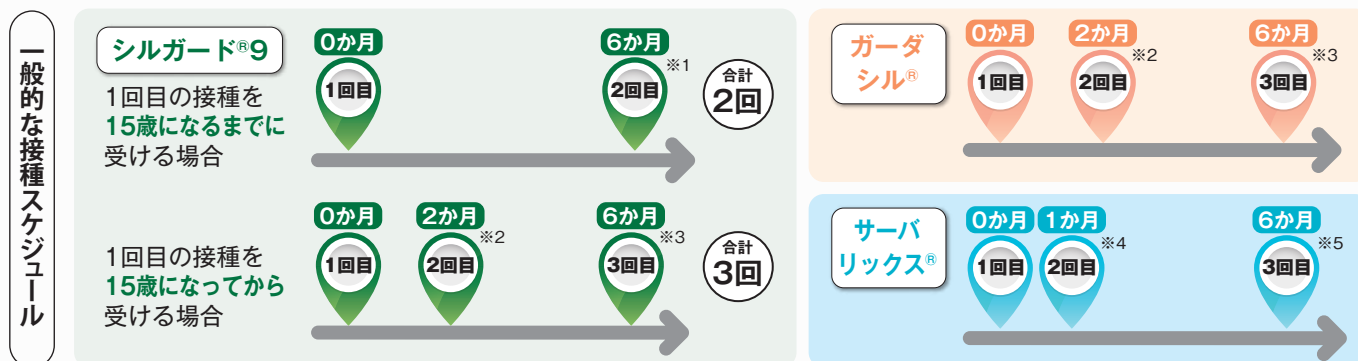 一般的な接種スケジュール
シルガード®9
1回目の接種を
15歳になるまでに
受ける場合
0か月
6か月
1回目
2回目
※1
合計
2回
1回目の接種を
15歳になってから
受ける場合
0か月
2か月
6か月
1回目
2回目
※2
3回目
※3
合計
3回
ガーダ
シル®
0か月
2か月
6か月
1回目
2回目
※2
3回目
※3
サーバ
リックス®
0か月
1か月
6か月
1回目
2回目
※4
3回目
※5